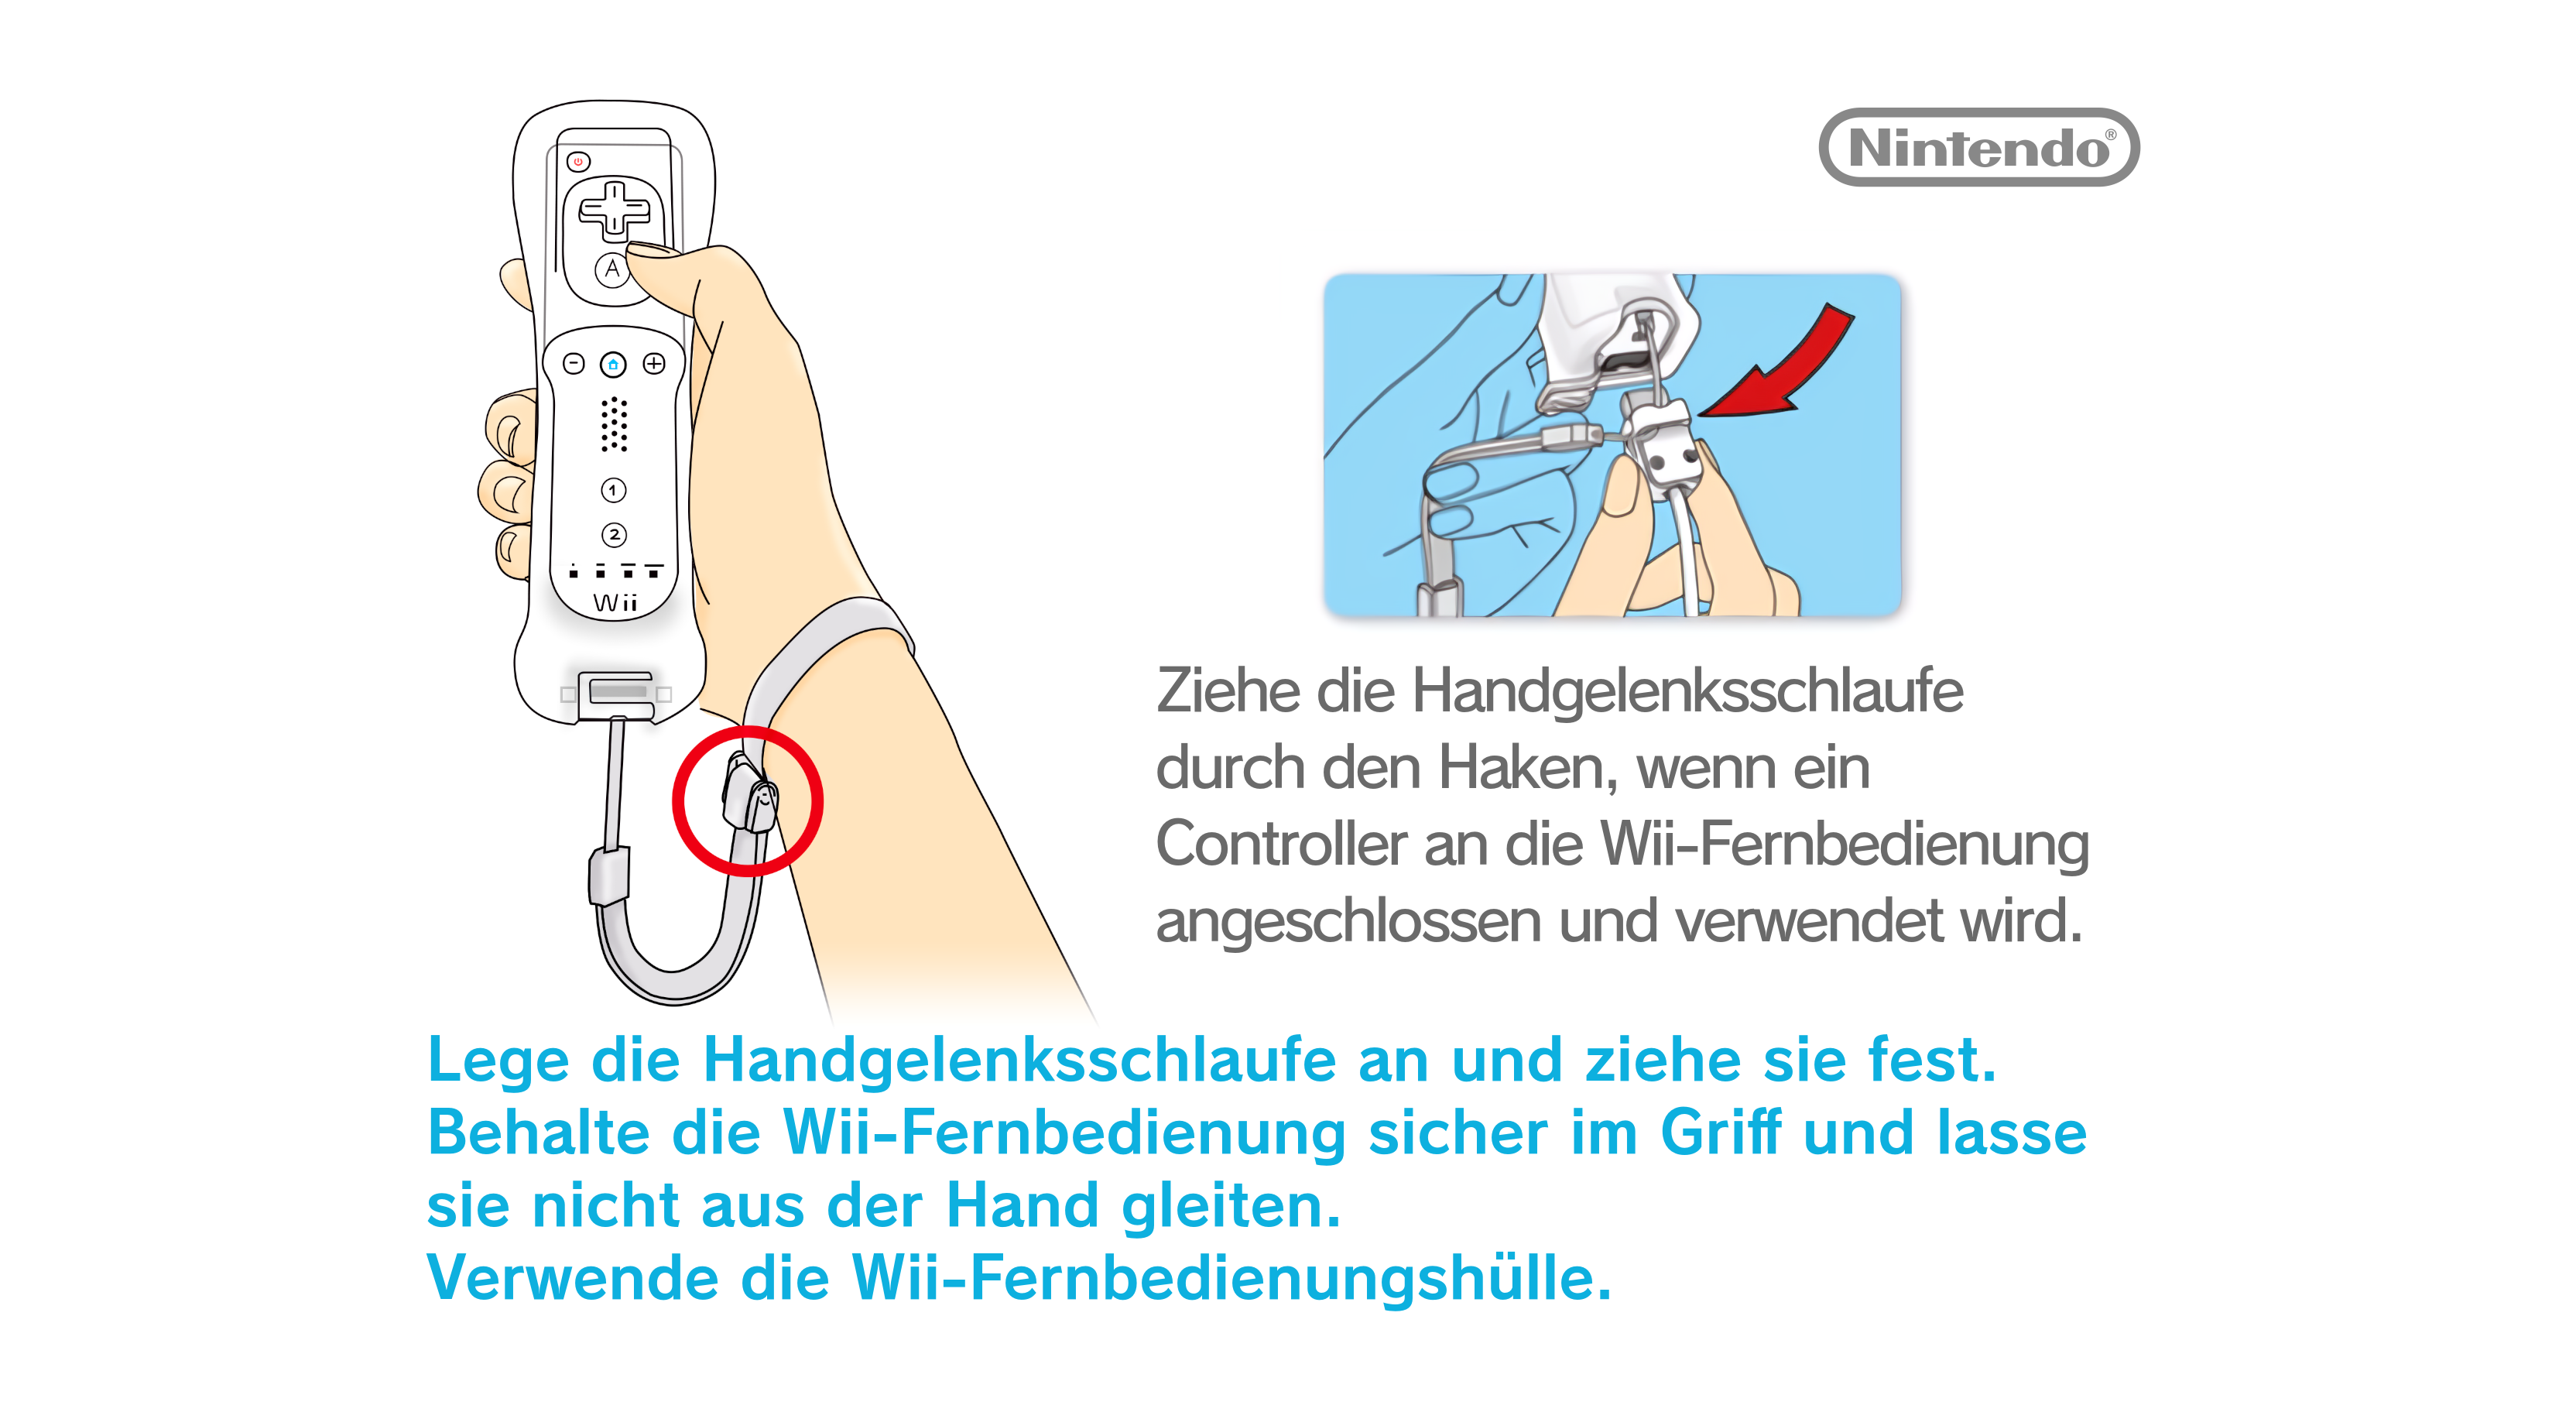 Nintendo®
A
1
2
Wii
Ziehe die Handgelenksschlaufe
durch den Haken, wenn ein
Controller an die Wii-Fernbedienung
angeschlossen und verwendet wird.
Lege die Handgelenksschlaufe an und ziehe sie fest.
Behalte die Wii-Fernbedienung sicher im Griff und lasse
sie nicht aus der Hand gleiten.
Verwende die Wii-Fernbedienungshülle.